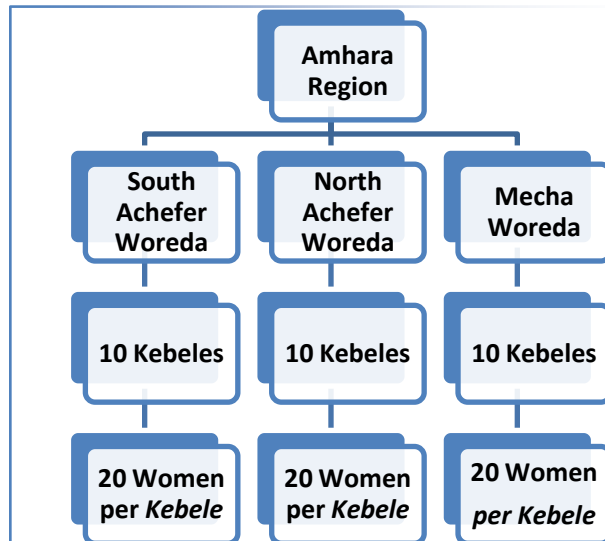 Amhara
Region
South
Achefer
Woreda
North
Achefer
Woreda
Mecha
Woreda
10 Kebeles
10 Kebeles
10 Kebeles
20 Women
per Kebele
20 Women
per Kebele
20 Women
per Kebele